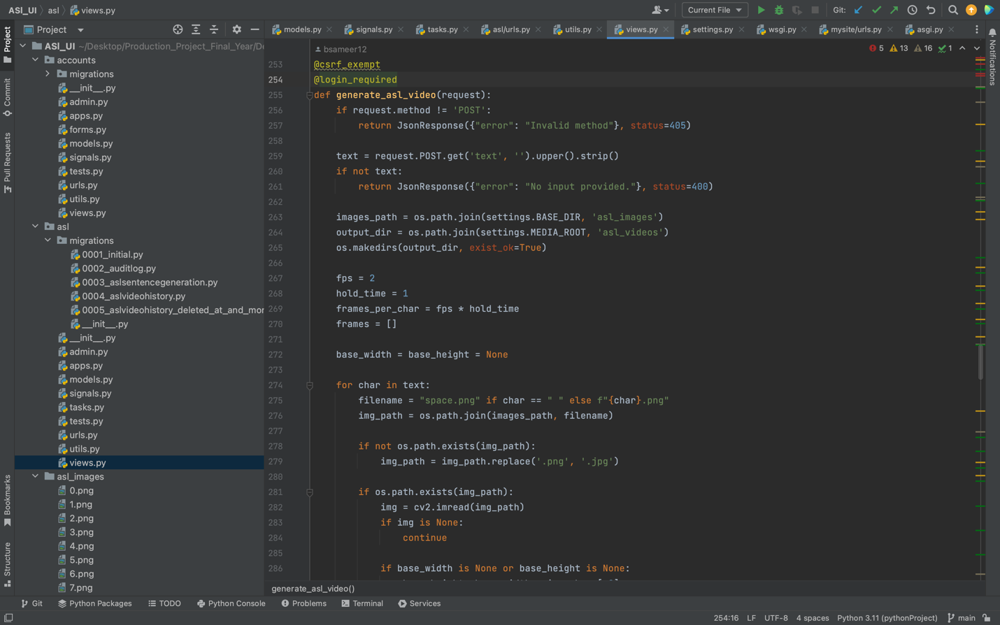 ASI_UI asl views.py
Current File
Git:
Project
models.py signals.py tasks.py asl/urls.py utils.py views.py settings.py wsgi.py mysite/urls.py asgi.py
ASI_UI ~/Desktop/Production_Project_Final_Year/De
accounts
migrations
__init__.py
admin.py
apps.py
forms.py
models.py
signals.py
tests.py
urls.py
utils.py
views.py
asl
migrations
0001_initial.py
0002_auditlog.py
0003_aslsentencegeneration.py
0004_aslvideohistory.py
0005_aslvideohistory_deleted_at_and_mor
__init__.py
__init__.py
admin.py
apps.py
models.py
signals.py
tasks.py
tests.py
urls.py
utils.py
views.py
asl_images
0.png
1.png
2.png
3.png
4.png
5.png
6.png
7.png
Project
Commit
Pull Requests
Bookmarks
Structure
Notifications
bsameer12
5 13 16 1
253 @csrf_exempt
254 @login_required
255 def generate_asl_video(request):
256 if request.method != 'POST':
257 return JsonResponse({"error": "Invalid method"}, status=405)
258
259 text = request.POST.get('text', '').upper().strip()
260 if not text:
261 return JsonResponse({"error": "No input provided."}, status=400)
262
263 images_path = os.path.join(settings.BASE_DIR, 'asl_images')
264 output_dir = os.path.join(settings.MEDIA_ROOT, 'asl_videos')
265 os.makedirs(output_dir, exist_ok=True)
266
267 fps = 2
268 hold_time = 1
269 frames_per_char = fps * hold_time
270 frames = []
271
272 base_width = base_height = None
273
274 for char in text:
275 filename = "space.png" if char == " " else f"{char}.png"
276 img_path = os.path.join(images_path, filename)
277
278 if not os.path.exists(img_path):
279 img_path = img_path.replace('.png', '.jpg')
280
281 if os.path.exists(img_path):
282 img = cv2.imread(img_path)
283 if img is None:
284 continue
285
286 if base_width is None or base_height is None:
generate_asl_video()
Git Python Packages TODO Python Console Problems Terminal Services
254:16 LF UTF-8 4 spaces Python 3.11 (pythonProject) main